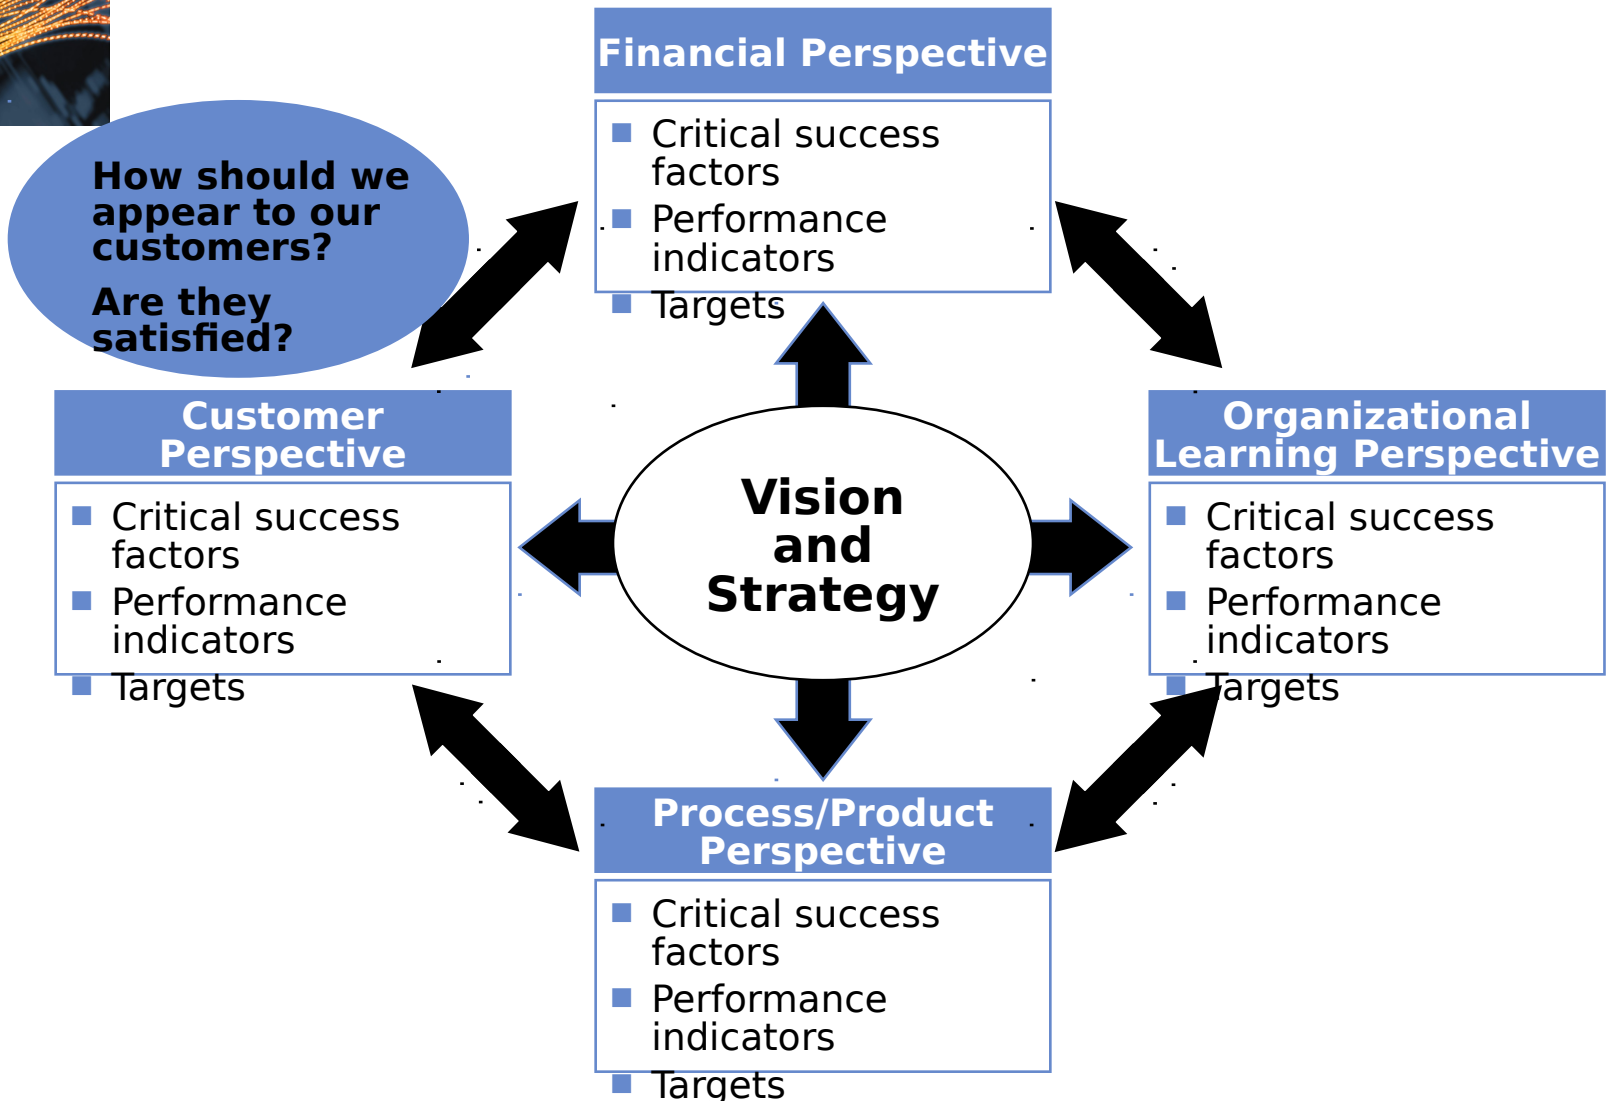 Financial Perspective
Critical success
factors
Performance
indicators
Targets
How should we
appear to our
customers?
Are they
satisfied?
Customer
Perspective
Critical success
factors
Performance
indicators
Targets
Vision
and
Strategy
Organizational
Learning Perspective
Critical success
factors
Performance
indicators
Targets
Process/Product
Perspective
Critical success
factors
Performance
indicators
Targets